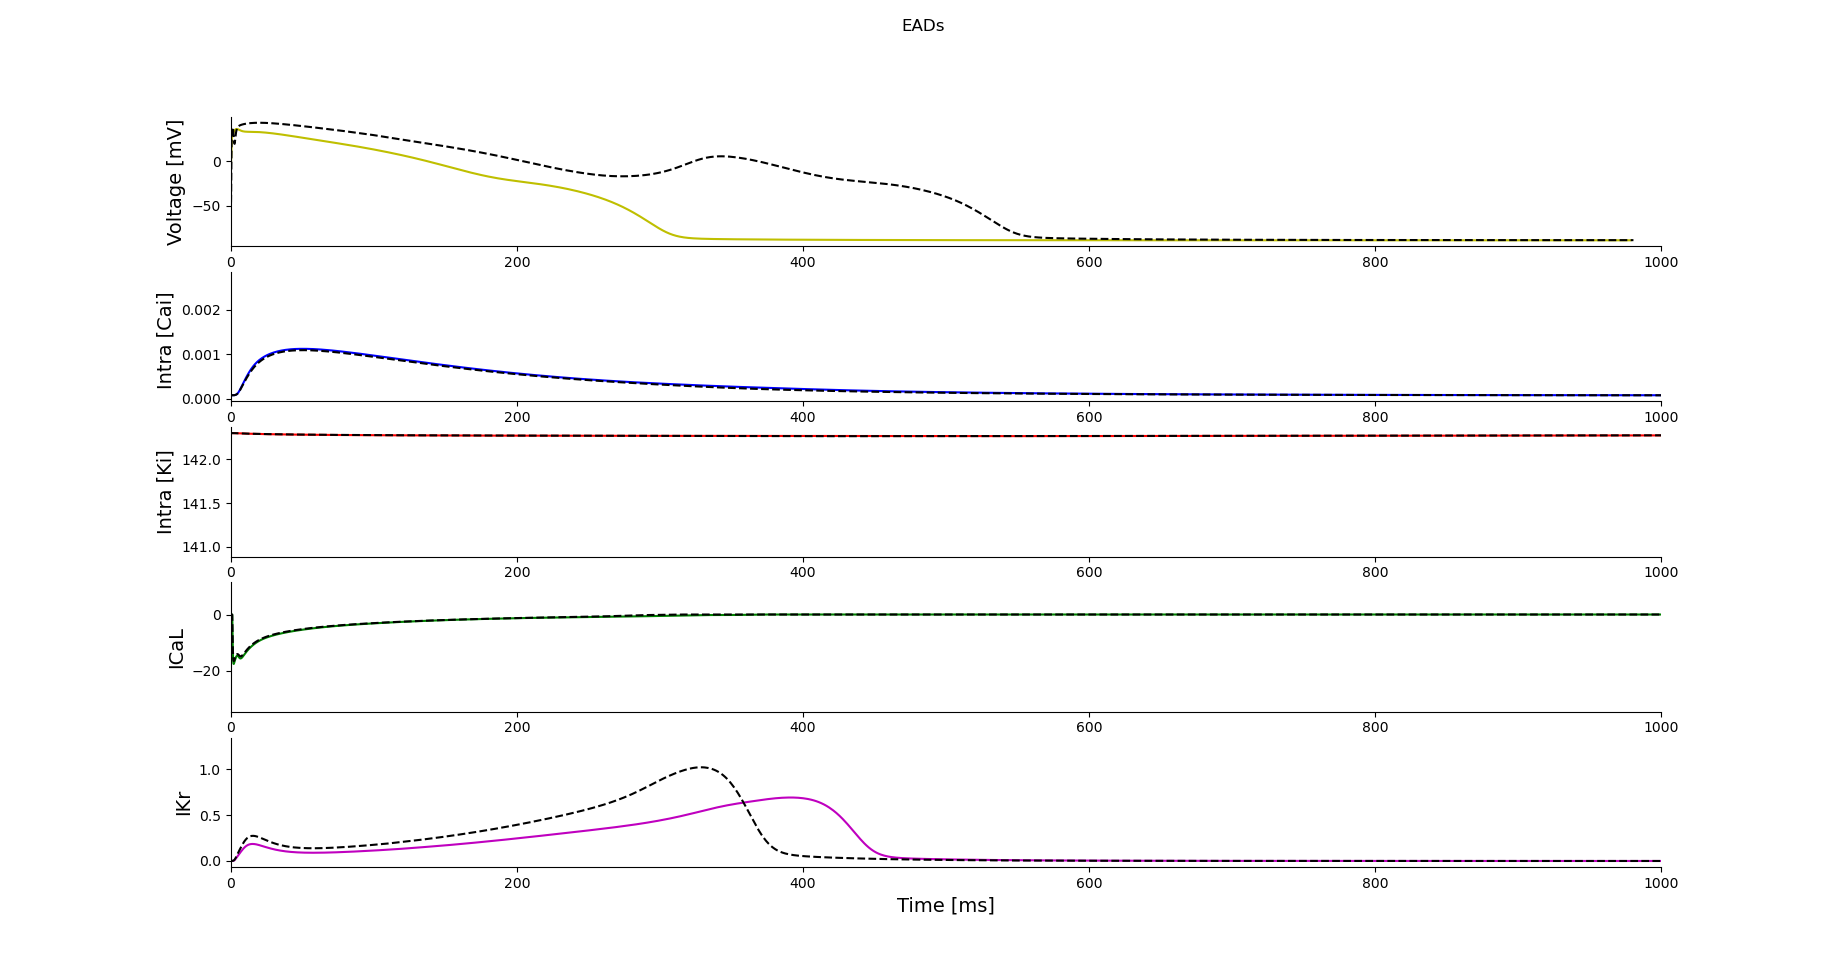 EADs
Voltage [mV]
0
−50
0 200 400 600 800 1000
Intra [Cai]
0.002
0.001
0.000
0 200 400 600 800 1000
Intra [Ki]
142.0
141.5
141.0
0 200 400 600 800 1000
ICaL
0
−20
0 200 400 600 800 1000
IKr
1.0
0.5
0.0
0 200 400 600 800 1000
Time [ms]